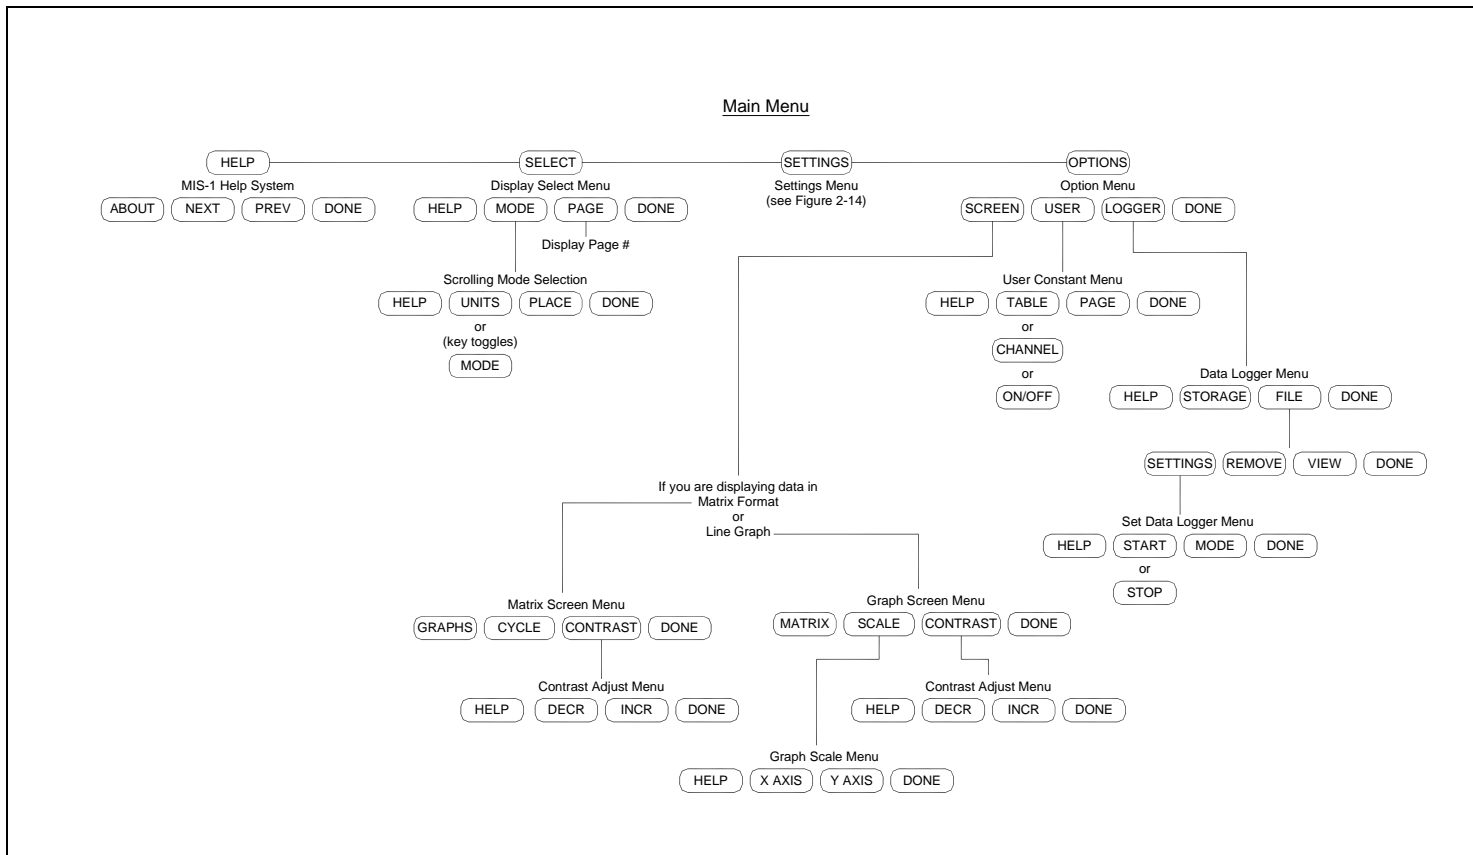 Main Menu
HELP SELECT SETTINGS OPTIONS
MIS-1 Help System Display Select Menu Settings Menu Option Menu
(see Figure 2-14)
ABOUT NEXT PREV DONE HELP MODE PAGE DONE SCREEN USER LOGGER DONE
Display Page #
Scrolling Mode Selection User Constant Menu
HELP UNITS PLACE DONE HELP TABLE PAGE DONE
or or
(key toggles)
CHANNEL
MODE
or
Data Logger Menu
ON/OFF HELP STORAGE FILE DONE
SETTINGS REMOVE VIEW DONE
If you are displaying data in
Matrix Format
or
Line Graph
Set Data Logger Menu
HELP START MODE DONE
or
STOP
Matrix Screen Menu Graph Screen Menu
GRAPHS CYCLE CONTRAST DONE MATRIX SCALE CONTRAST DONE
Contrast Adjust Menu Contrast Adjust Menu
HELP DECR INCR DONE HELP DECR INCR DONE
Graph Scale Menu
HELP X AXIS Y AXIS DONE